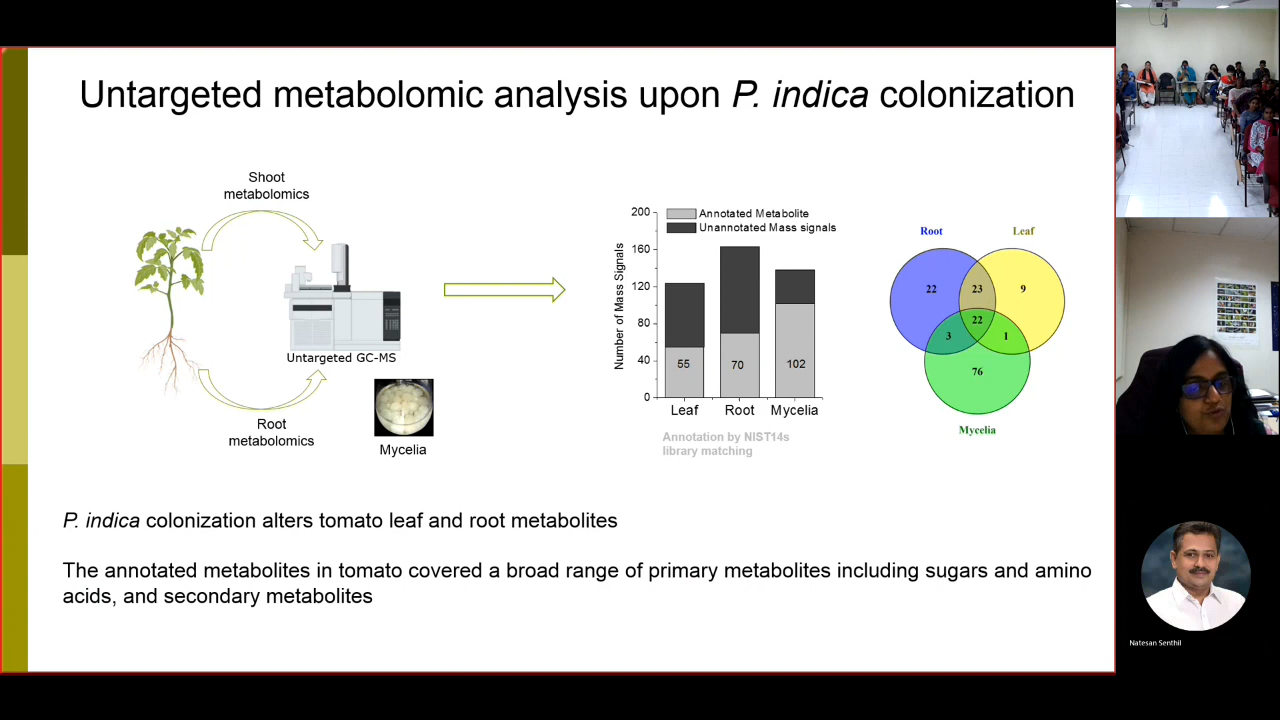 Untargeted metabolomic analysis upon P. indica colonization
Shoot
metabolomics
Untargeted GC-MS
Root
metabolomics
Mycelia
Number of Mass Signals
200
160
120
80
40
0
Annotated Metabolite
Unannotated Mass signals
55
70
102
Leaf
Root
Mycelia
Annotation by NIST14s
library matching
Root
Leaf
22
23
9
22
3
1
76
Mycelia
P. indica colonization alters tomato leaf and root metabolites
The annotated metabolites in tomato covered a broad range of primary metabolites including sugars and amino
acids, and secondary metabolites
Natesan Senthil